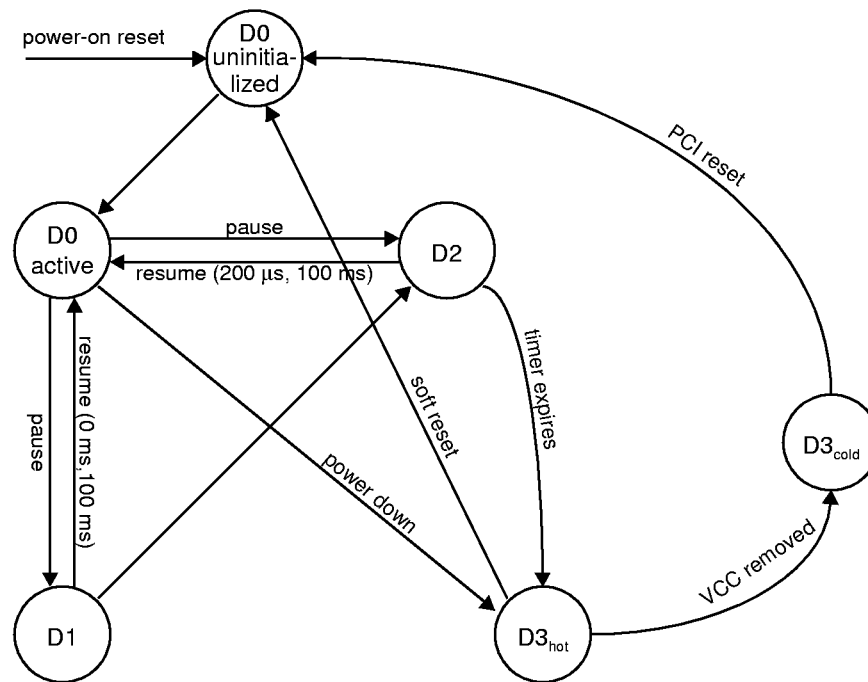 power-on reset
D0
uninitia-
lized
PCI reset
D0
active
pause
resume (200 µs, 100 ms)
D2
timer expires
soft reset
pause
resume (0 ms,100 ms)
power down
D3cold
VCC removed
D1
D3hot